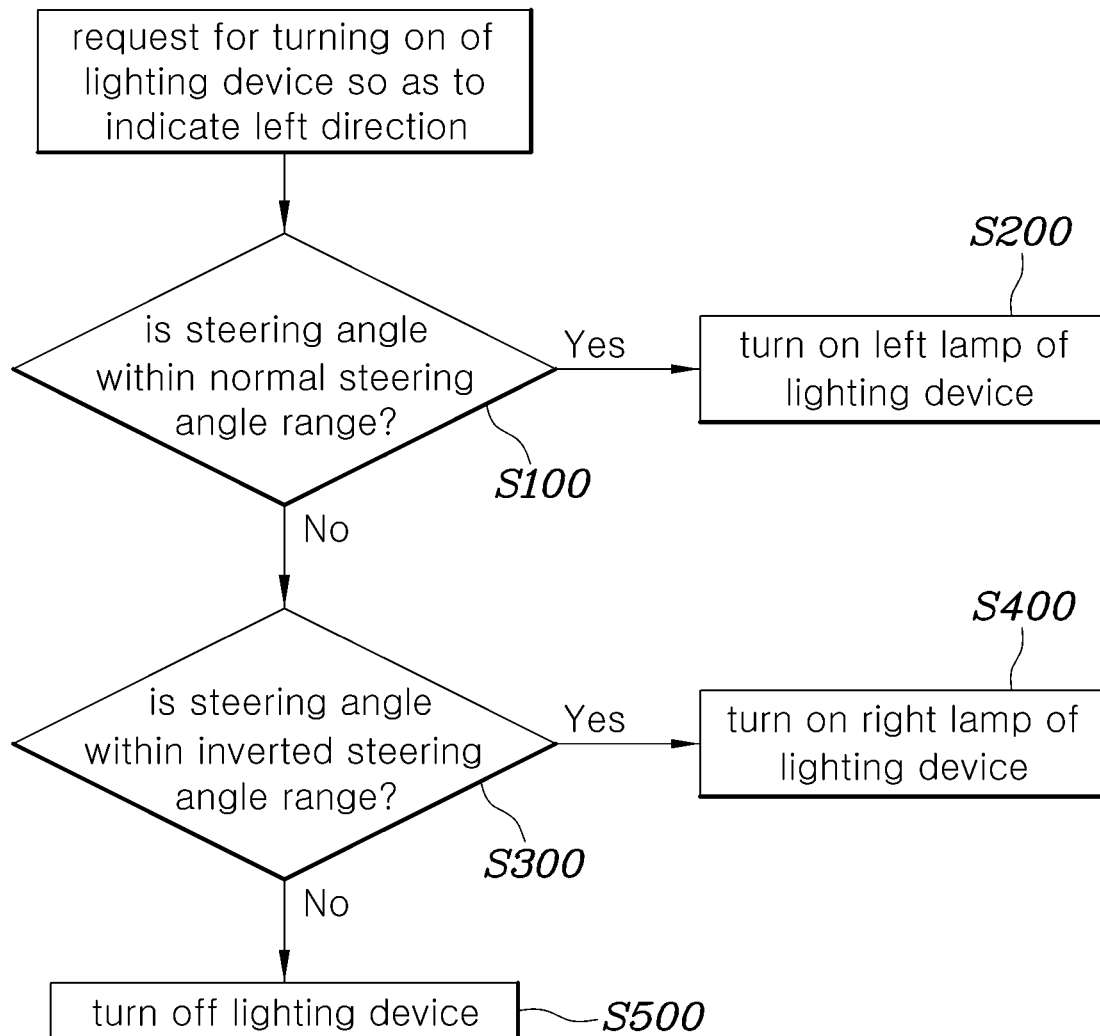 request for turning on of
lighting device so as to
indicate left direction
S200
is steering angle
within normal steering
angle range?
Yes
turn on left lamp of
lighting device
S100
No
S400
is steering angle
within inverted steering
angle range?
Yes
turn on right lamp of
lighting device
S300
No
turn off lighting device
S500